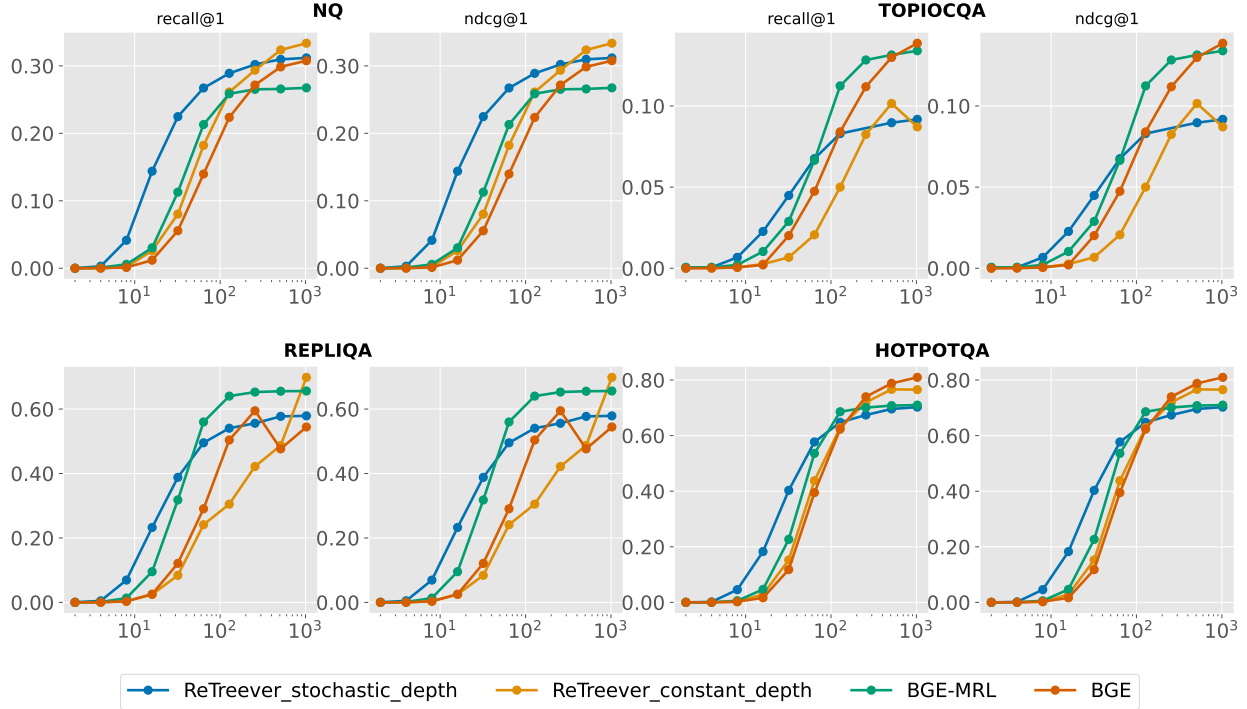 NQ
TOPIOCQA
recall@1
ndcg@1
recall@1
ndcg@1
0.30
0.20
0.10
0.00
10¹ 10² 10³
0.30
0.20
0.10
0.00
10¹ 10² 10³
0.10
0.05
0.00
10¹ 10² 10³
0.10
0.05
0.00
10¹ 10² 10³
REPLIQA
HOTPOTQA
0.60
0.40
0.20
0.00
10¹ 10² 10³
0.60
0.40
0.20
0.00
10¹ 10² 10³
0.80
0.60
0.40
0.20
0.00
10¹ 10² 10³
0.80
0.60
0.40
0.20
0.00
10¹ 10² 10³
ReTreever_stochastic_depth ReTreever_constant_depth BGE-MRL BGE